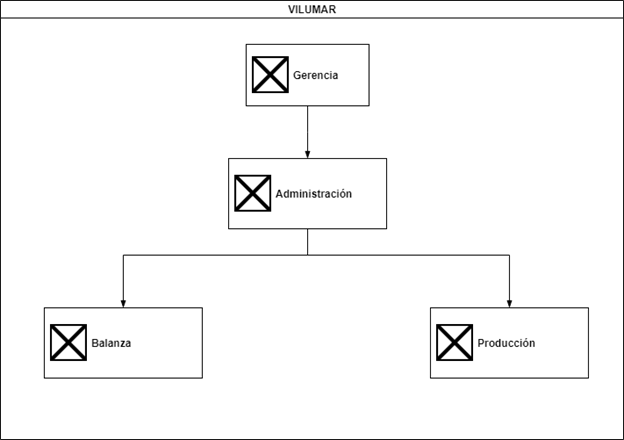 VILUMAR
Gerencia
Administración
Balanza
Producción